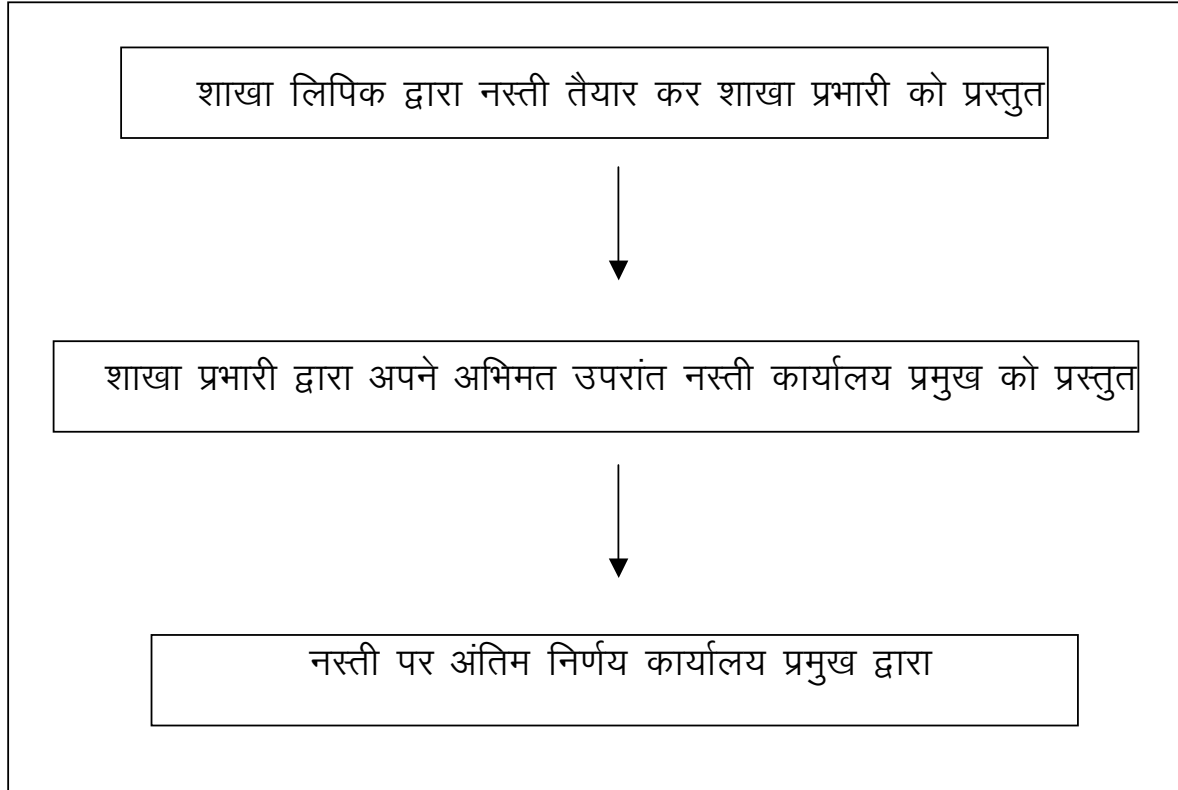 शाखा लिपिक द्वारा नस्ती तैयार कर शाखा प्रभारी को प्रस्तुत
शाखा प्रभारी द्वारा अपने अभिमत उपरांत नस्ती कार्यालय प्रमुख को प्रस्तुत
नस्ती पर अंतिम निर्णय कार्यालय प्रमुख द्वारा